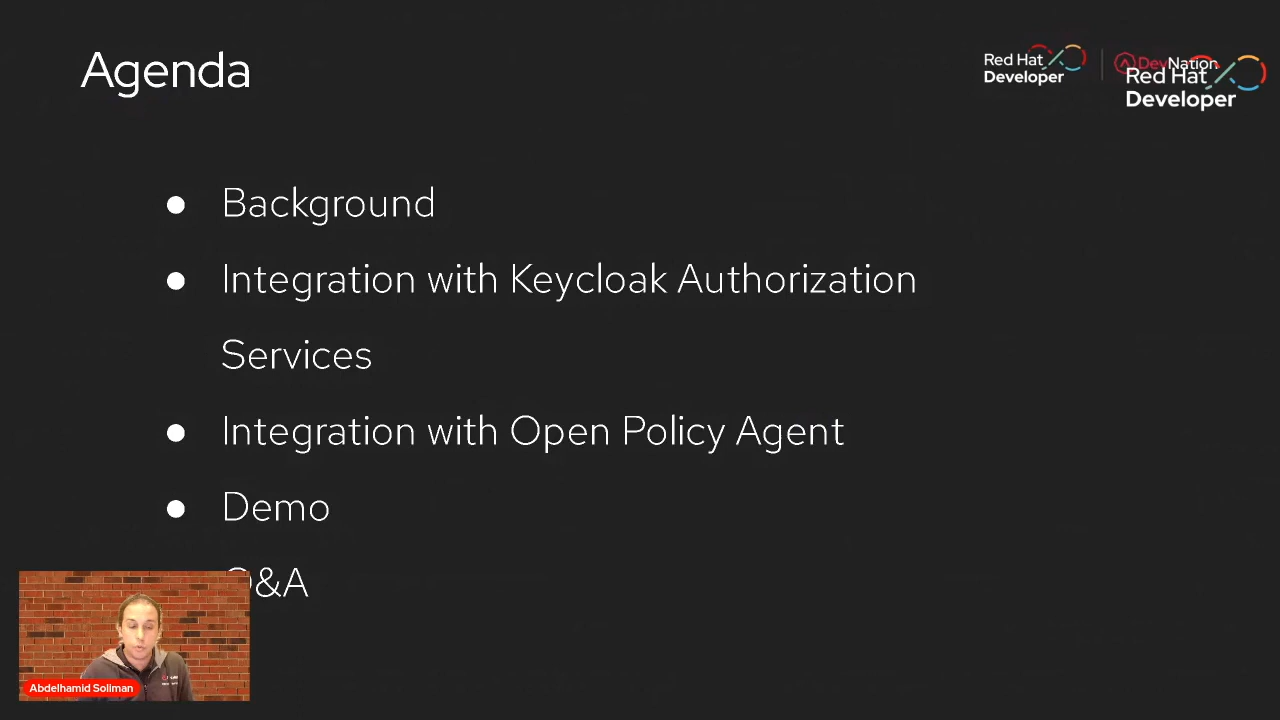 Agenda
Red Hat
Developer
DevNation
Red Hat
Developer
● Background
● Integration with Keycloak Authorization
Services
● Integration with Open Policy Agent
● Demo
Q&A
Abdelhamid Soliman